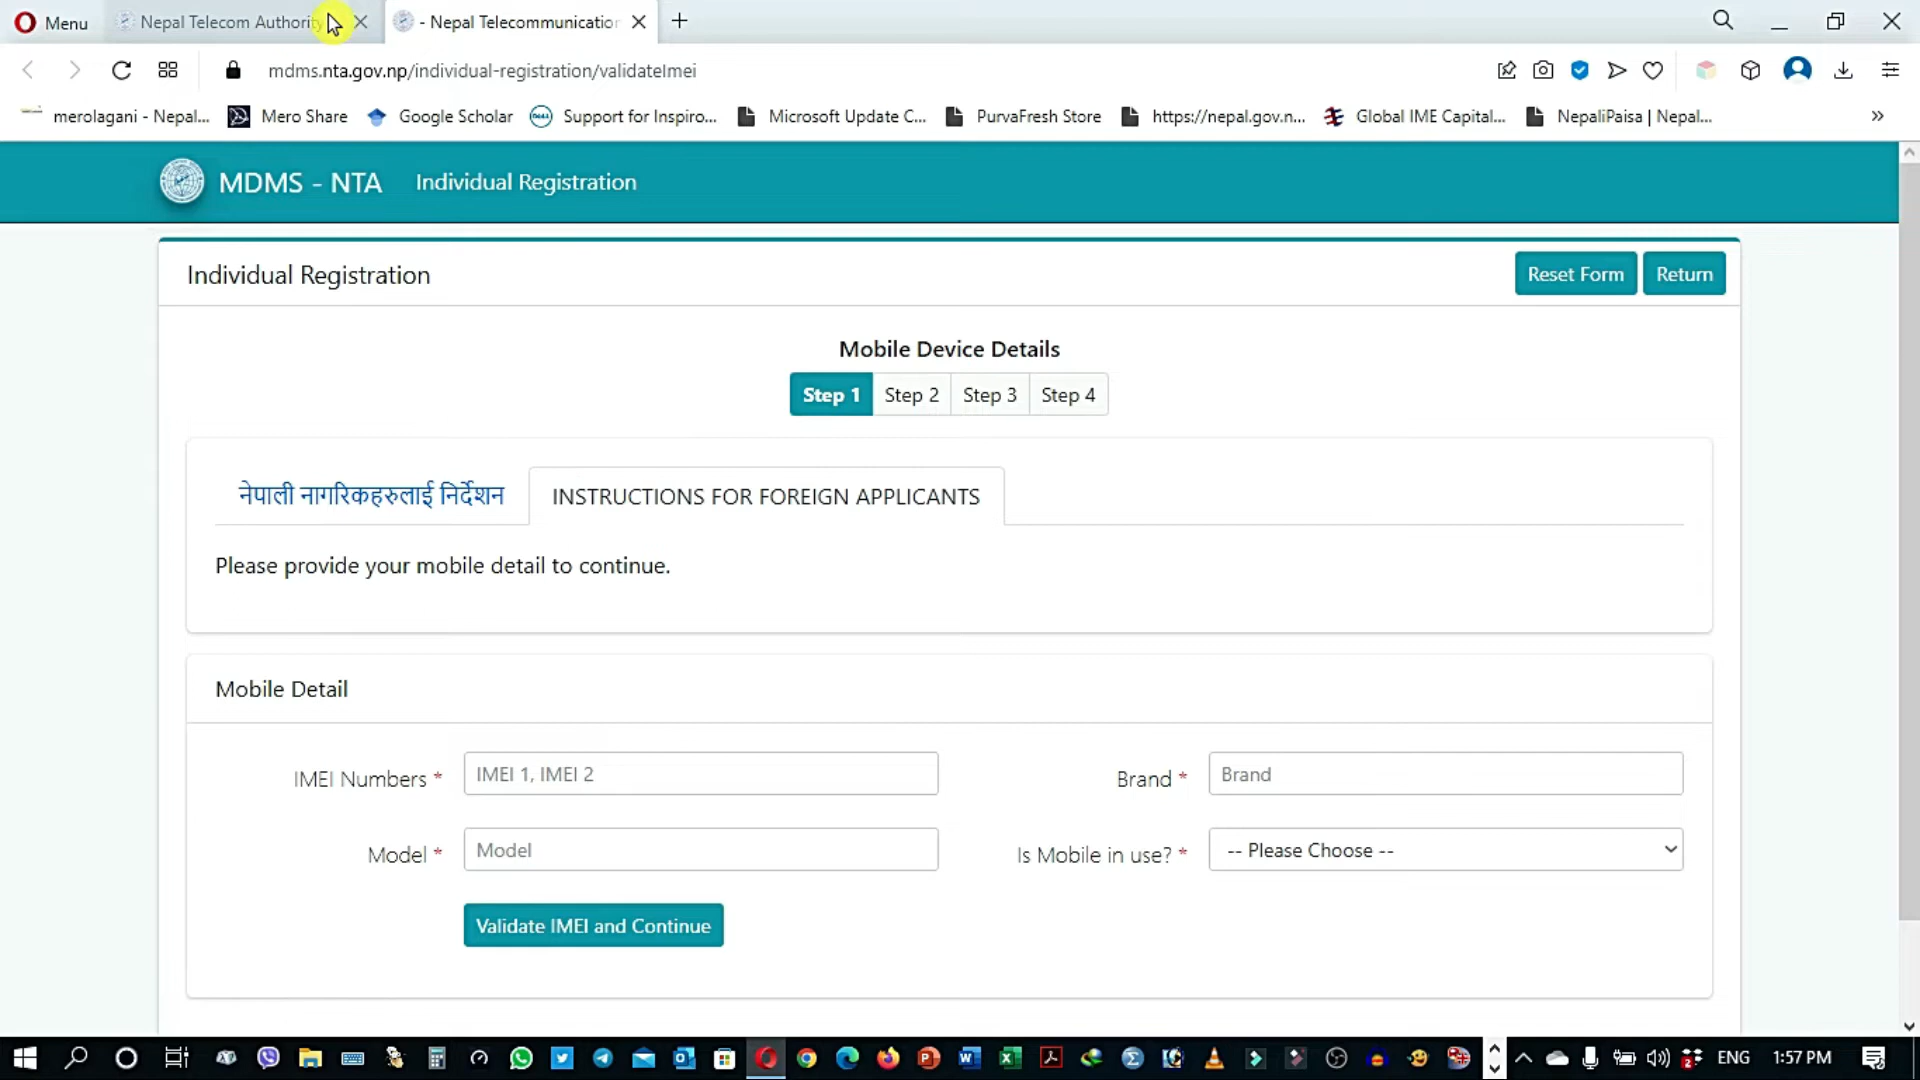 Menu
Nepal Telecom Authority
- Nepal Telecommunication
mdms.nta.gov.np/individual-registration/validateImei
merolagani - Nepal...
Mero Share
Google Scholar
Support for Inspiro...
Microsoft Update C...
PurvaFresh Store
https://nepal.gov.n...
Global IME Capital...
NepaliPaisa | Nepal...
MDMS - NTA
Individual Registration
Individual Registration
Reset Form
Return
Mobile Device Details
Step 1
Step 2
Step 3
Step 4
नेपाली नागरिकहरुलाई निर्देशन
INSTRUCTIONS FOR FOREIGN APPLICANTS
Please provide your mobile detail to continue.
Mobile Detail
IMEI Numbers *
IMEI 1, IMEI 2
Brand *
Brand
Model *
Model
Is Mobile in use? *
-- Please Choose --
Validate IMEI and Continue
ENG
1:57 PM